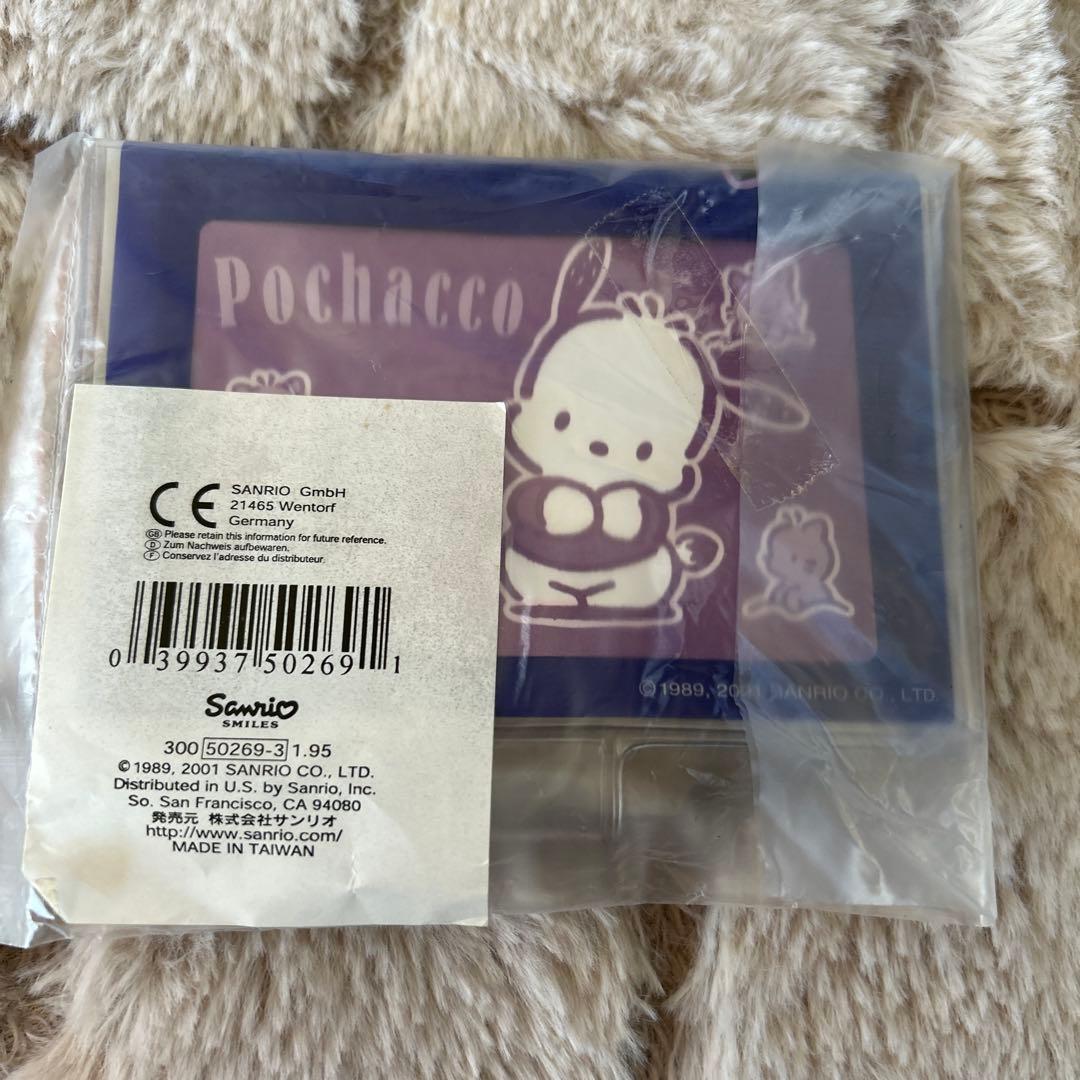 Pochacco
CE
SANRIO GmbH
21465 Wentorf
Germany
GB Please retain this information for future reference.
D Zum Nachweis aufbewaren.
F Conservez l'adresse du distributeur.
0 39937 50269 1
Sanrio
SMILES
300 50269-3 1.95
© 1989, 2001 SANRIO CO., LTD.
Distributed in U.S. by Sanrio, Inc.
So. San Francisco, CA 94080
発売元 株式会社サンリオ
http://www.sanrio.com/
MADE IN TAIWAN
© 1989, 2001 SANRIO CO., LTD.